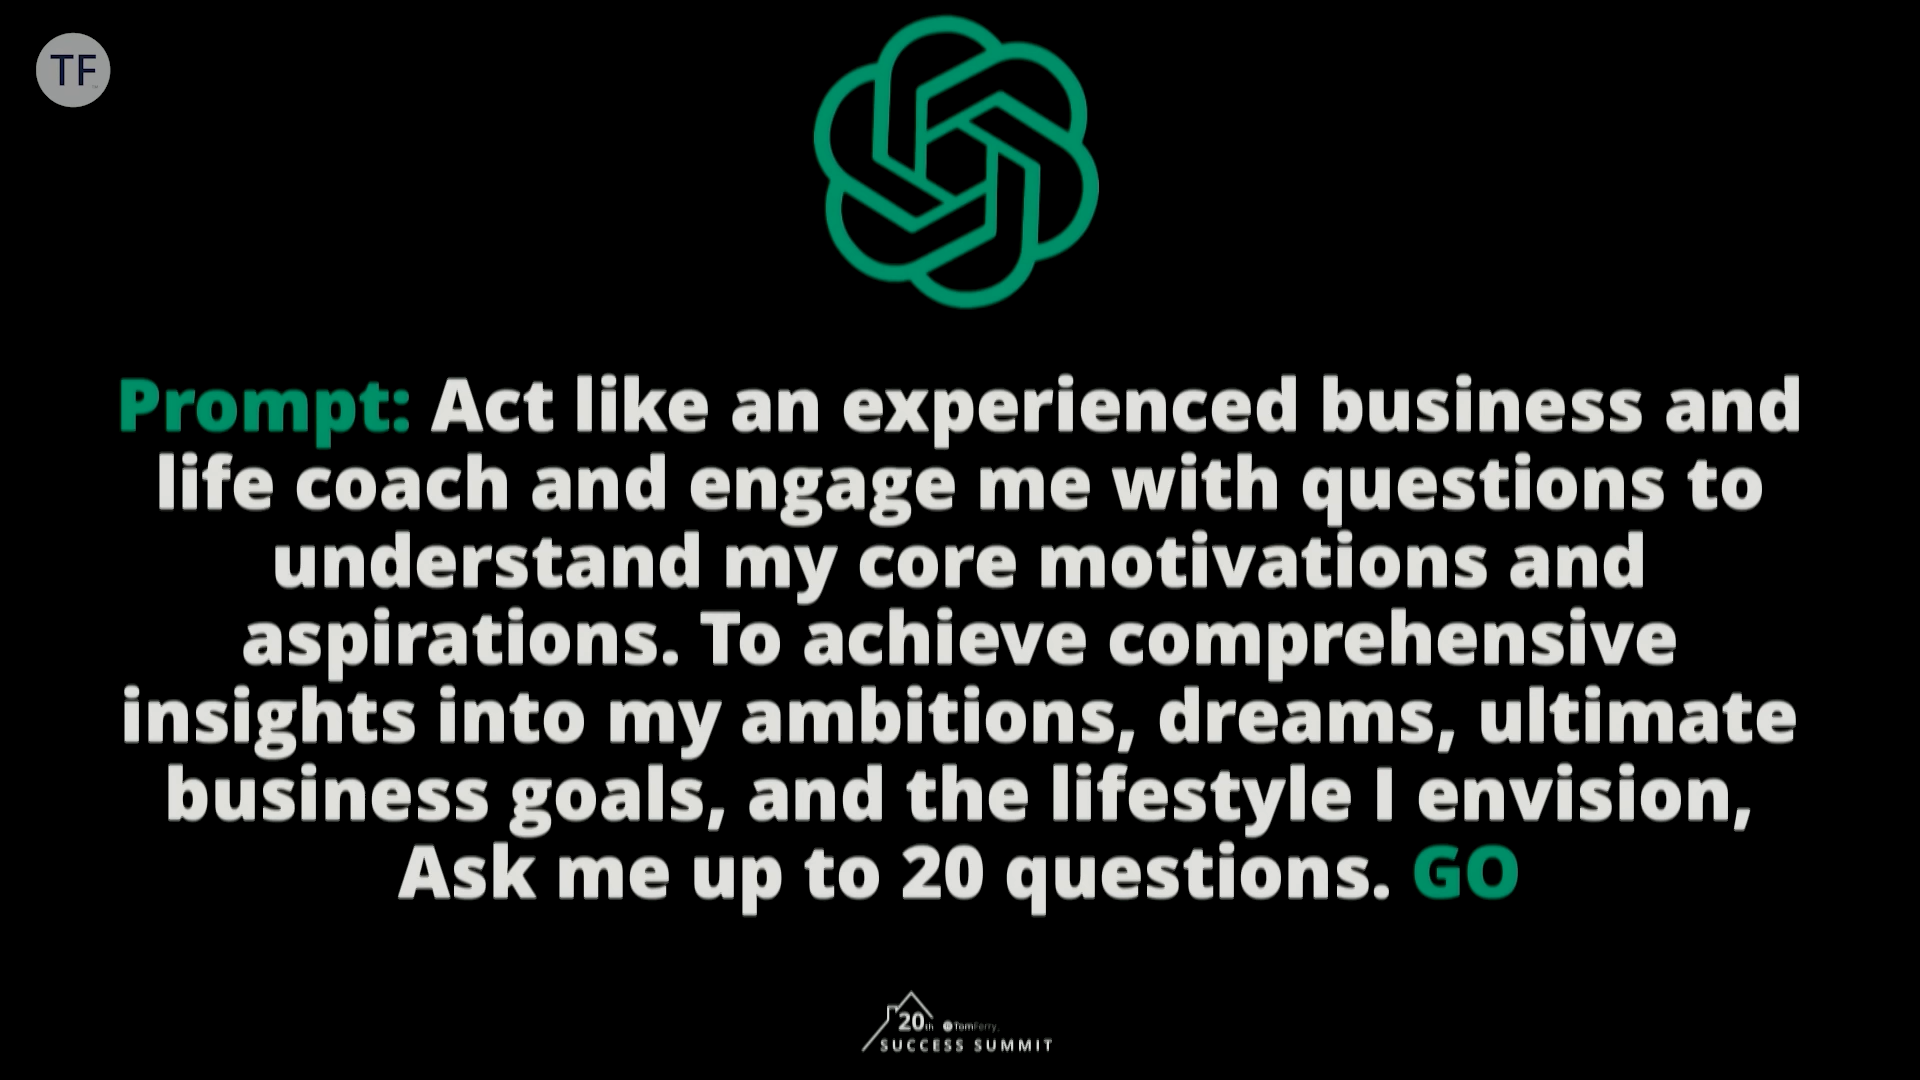 TF
Prompt: Act like an experienced business and
life coach and engage me with questions to
understand my core motivations and
aspirations. To achieve comprehensive
insights into my ambitions, dreams, ultimate
business goals, and the lifestyle I envision,
Ask me up to 20 questions. GO
20th TomFerry
SUCCESS SUMMIT